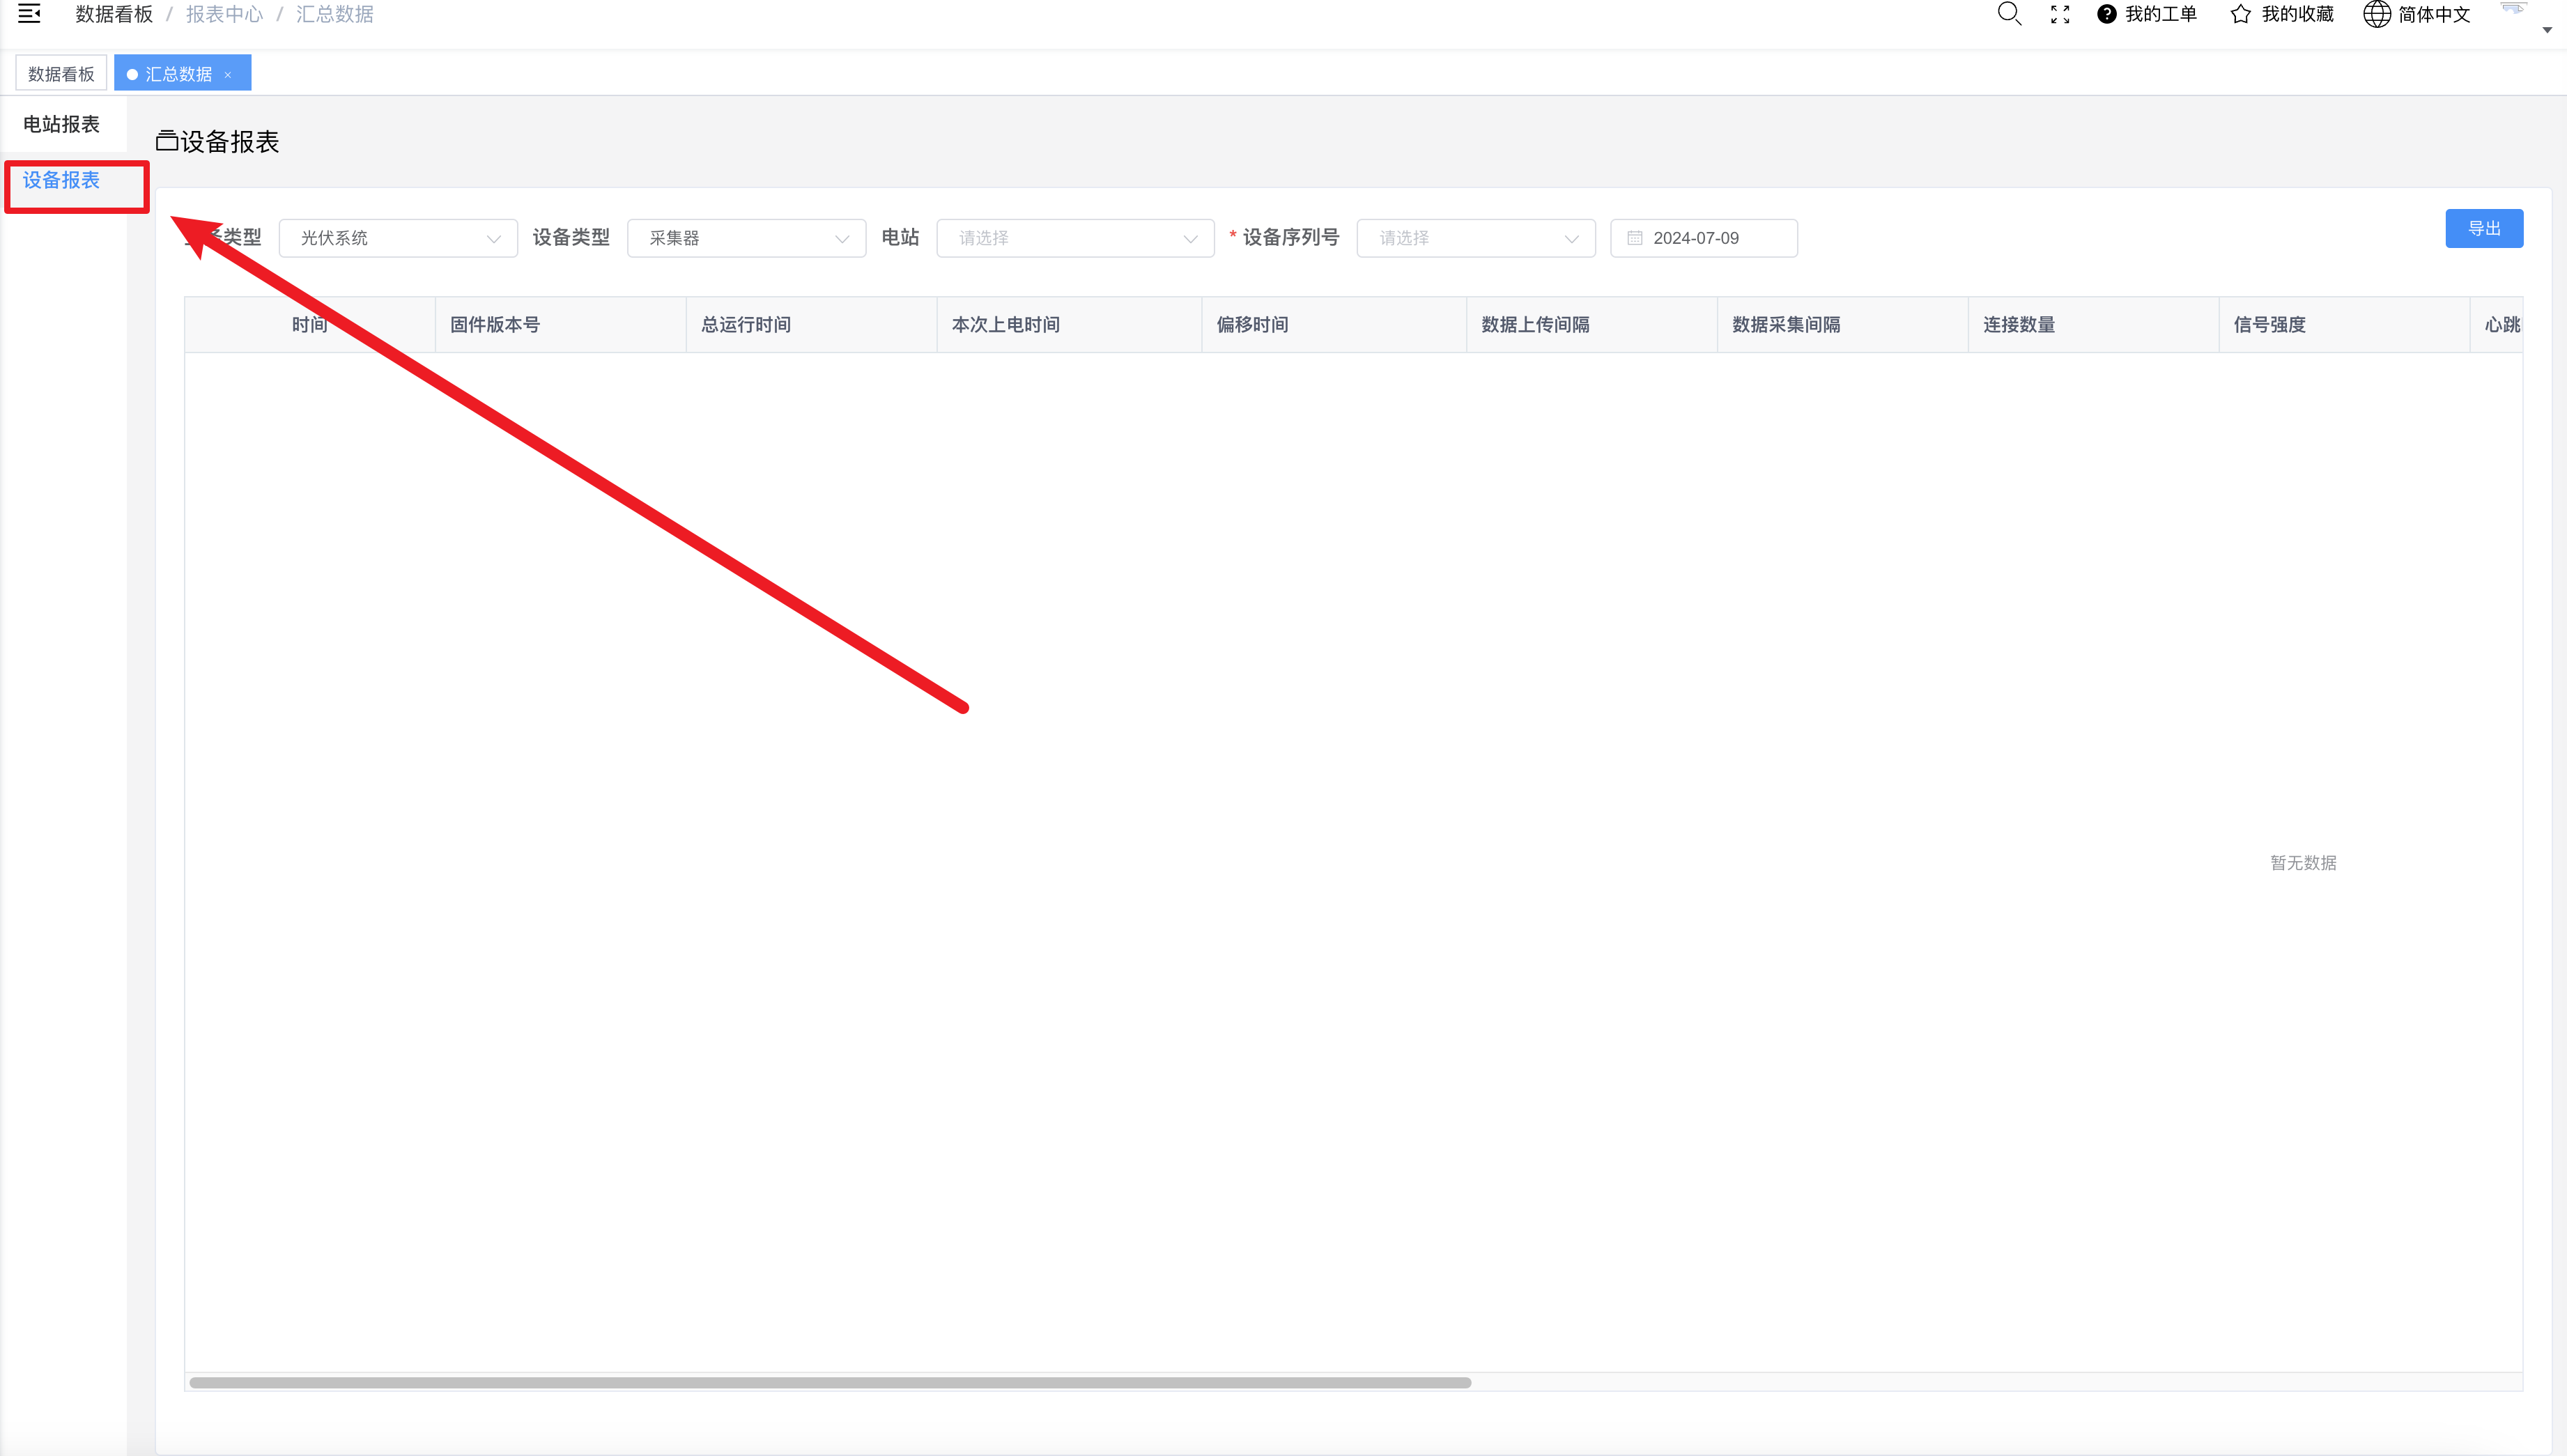 数据看板 / 报表中心 / 汇总数据
? 我的工单 我的收藏 简体中文
数据看板 汇总数据 ×
电站报表
设备报表
设备报表
类型 光伏系统 设备类型 采集器 电站 请选择 * 设备序列号 请选择 2024-07-09 导出
时间 固件版本号 总运行时间 本次上电时间 偏移时间 数据上传间隔 数据采集间隔 连接数量 信号强度 心跳
暂无数据